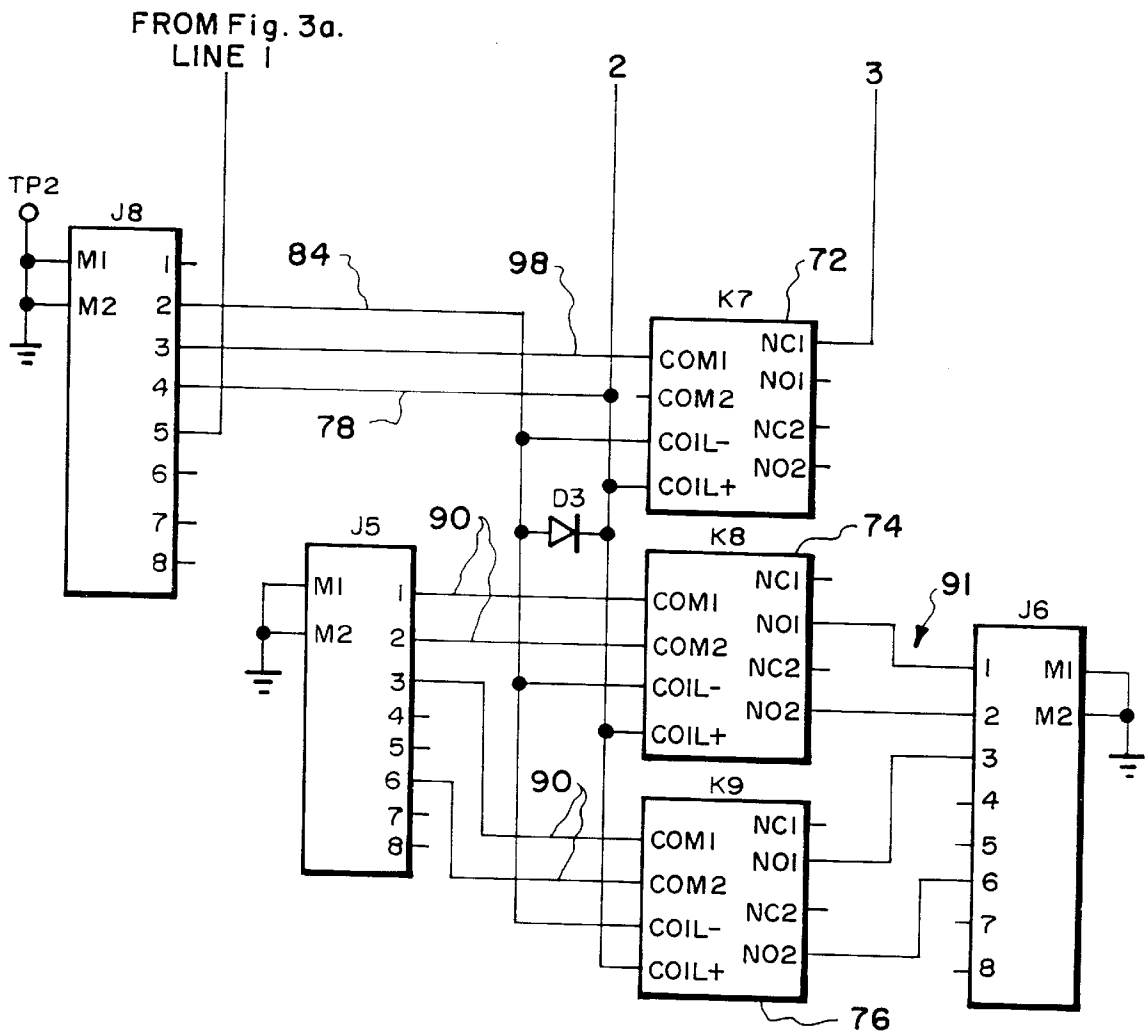 FROM Fig. 3a.
LINE 1
2
3
TP2
J8
M1
M2
1
2
3
4
5
6
7
8
84
98
78
72
K7
COM1
COM2
COIL-
COIL+
NC1
NO1
NC2
NO2
D3
J5
M1
M2
1
2
3
4
5
6
7
8
90
90
74
K8
COM1
COM2
COIL-
COIL+
NC1
NO1
NC2
NO2
91
K9
COM1
COM2
COIL-
COIL+
NC1
NO1
NC2
NO2
76
J6
1
2
3
4
5
6
7
8
M1
M2